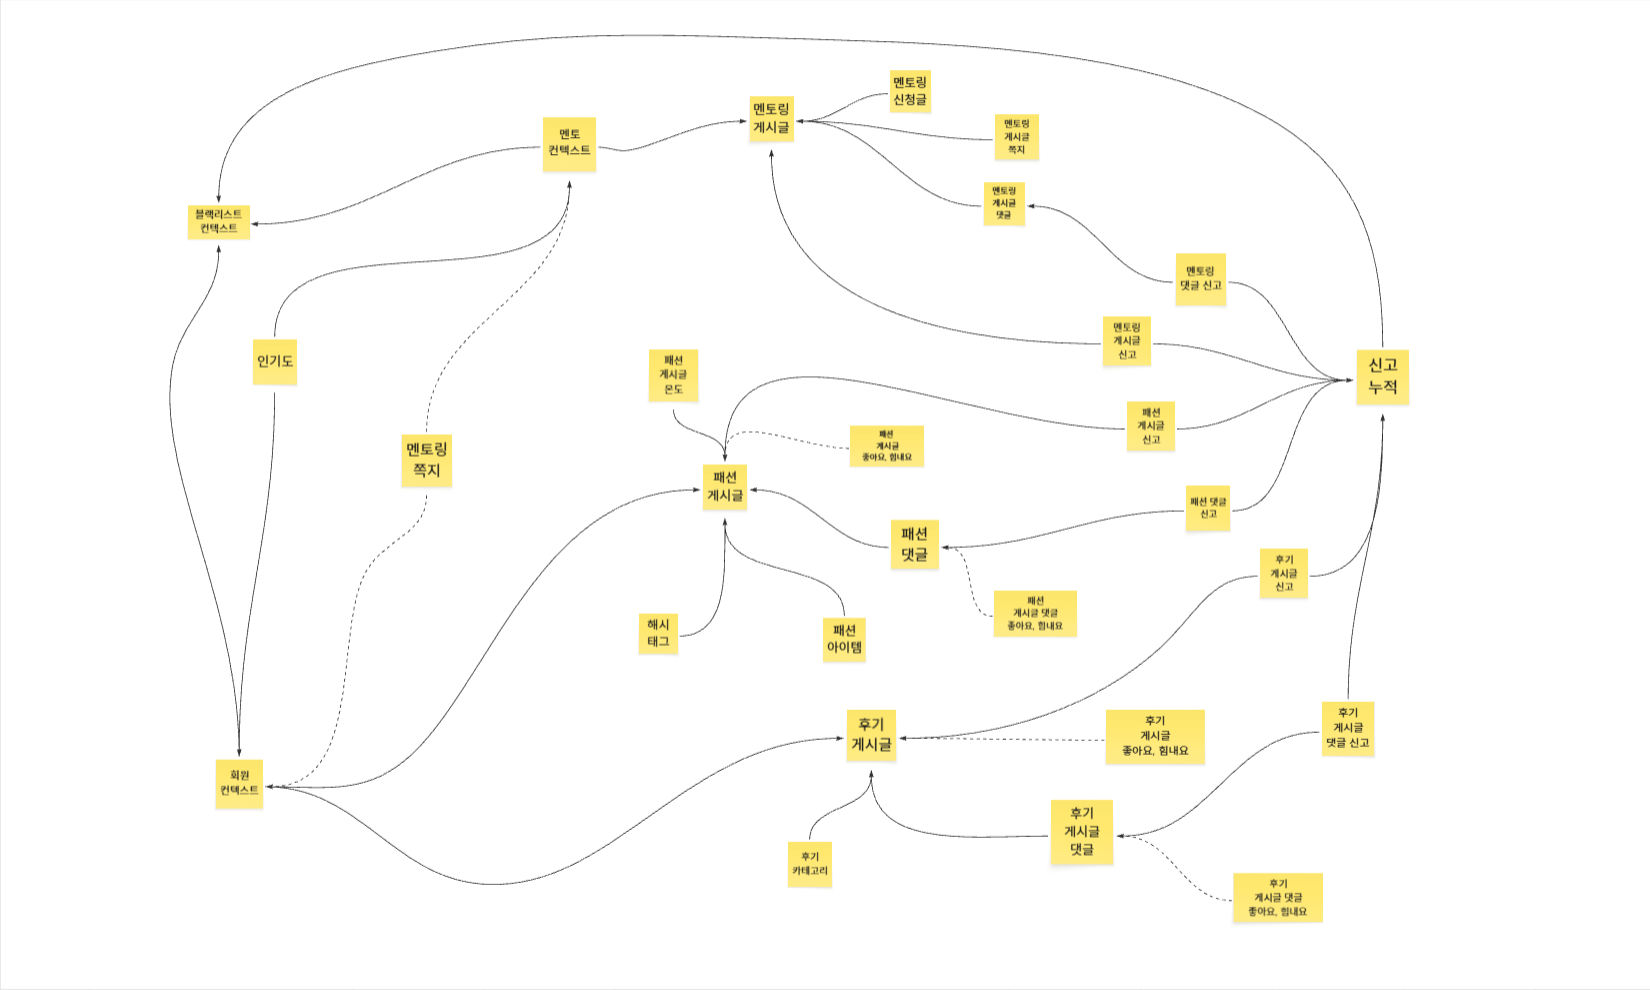 멘토링
신청글
멘토링
게시글
멘토
컨텍스트
멘토링
게시글
쪽지
멘토링
게시글
댓글
블랙리스트
컨텍스트
멘토링
댓글 신고
멘토링
게시글
신고
인기도
패션
게시글
온도
신고
누적
패션
게시글
신고
패션
게시글
좋아요, 힘내요
멘토링
쪽지
패션
게시글
패션 댓글
신고
패션
댓글
후기
게시글
신고
패션
게시글 댓글
좋아요, 힘내요
해시
태그
패션
아이템
후기
게시글
후기
게시글
좋아요, 힘내요
후기
게시글
댓글 신고
회원
컨텍스트
후기
게시글
댓글
후기
카테고리
후기
게시글 댓글
좋아요, 힘내요